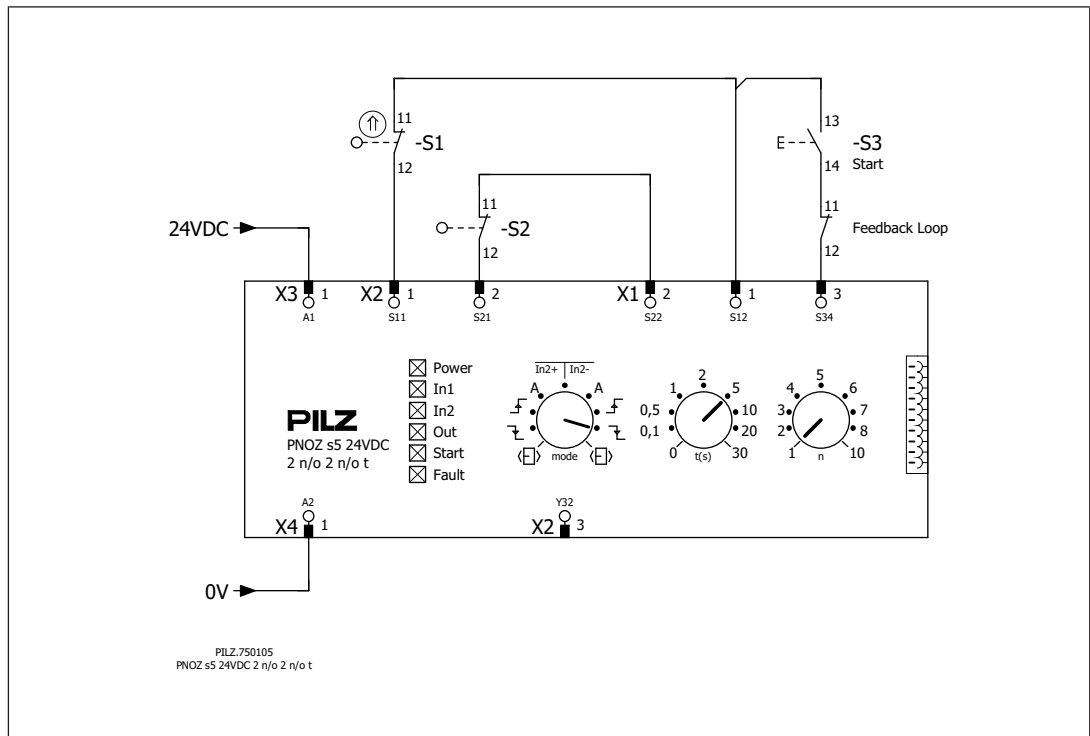 11
-S1
12
13
-S3
14
Start
11
-S2
12
11
Feedback Loop
12
24VDC
X3 1
X2 1
2
X1 2
1
3
A1
S11
S21
S22
S12
S34
Power
In1
In2
Out
Start
Fault
In2+ In2-
A A
mode
0
0,1
0,5
1
2
5
10
20
30
t(s)
1
2
3
4
5
6
7
8
10
n
PILZ
PNOZ s5 24VDC
2 n/o 2 n/o t
A2
X4 1
Y32
X2 3
0V
PILZ.750105
PNOZ s5 24VDC 2 n/o 2 n/o t